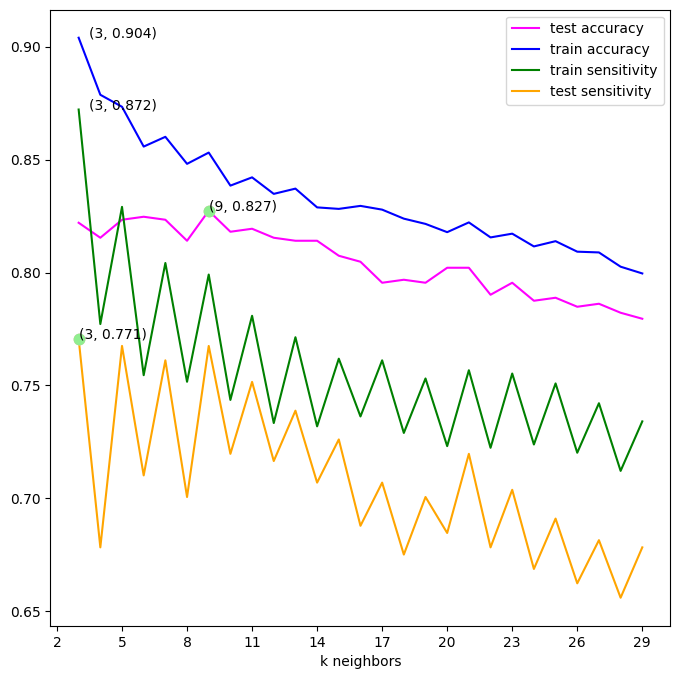 test accuracy
train accuracy
train sensitivity
test sensitivity
(3, 0.904)
(3, 0.872)
(9, 0.827)
(3, 0.771)
0.90
0.85
0.80
0.75
0.70
0.65
2 5 8 11 14 17 20 23 26 29
k neighbors